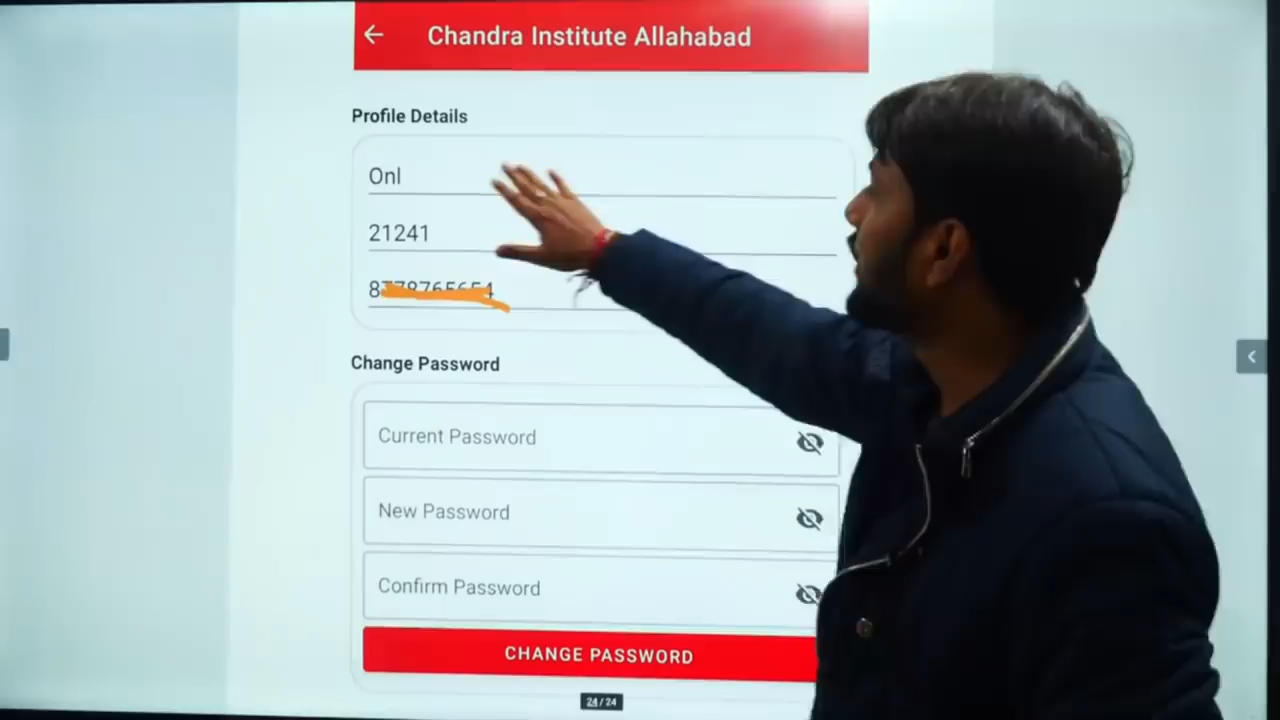 Chandra Institute Allahabad
Profile Details
Onl
21241
Change Password
Current Password
New Password
Confirm Password
CHANGE PASSWORD
24/24